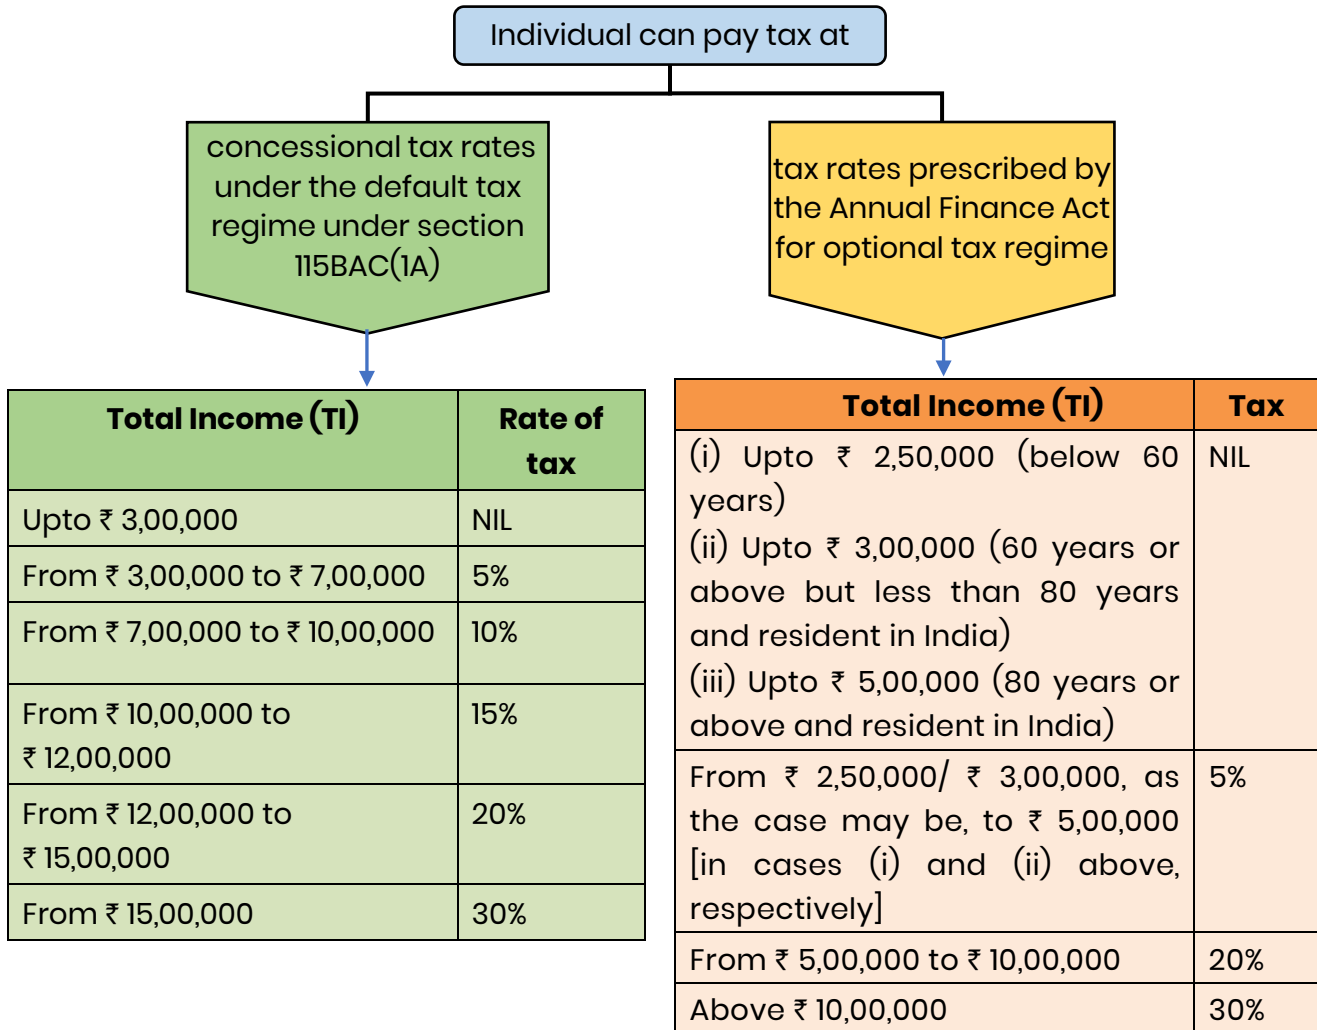 Individual can pay tax at
concessional tax rates
under the default tax
regime under section
115BAC(1A)
tax rates prescribed by
the Annual Finance Act
for optional tax regime
Total Income (TI)
Rate of
tax
Upto ₹ 3,00,000
NIL
From ₹ 3,00,000 to ₹ 7,00,000
5%
From ₹ 7,00,000 to ₹ 10,00,000
10%
From ₹ 10,00,000 to
₹ 12,00,000
15%
From ₹ 12,00,000 to
₹ 15,00,000
20%
From ₹ 15,00,000
30%
Total Income (TI)
Tax
(i) Upto ₹ 2,50,000 (below 60
years)
(ii) Upto ₹ 3,00,000 (60 years or
above but less than 80 years
and resident in India)
(iii) Upto ₹ 5,00,000 (80 years or
above and resident in India)
NIL
From ₹ 2,50,000/ ₹ 3,00,000, as
the case may be, to ₹ 5,00,000
[in cases (i) and (ii) above,
respectively]
5%
From ₹ 5,00,000 to ₹ 10,00,000
20%
Above ₹ 10,00,000
30%